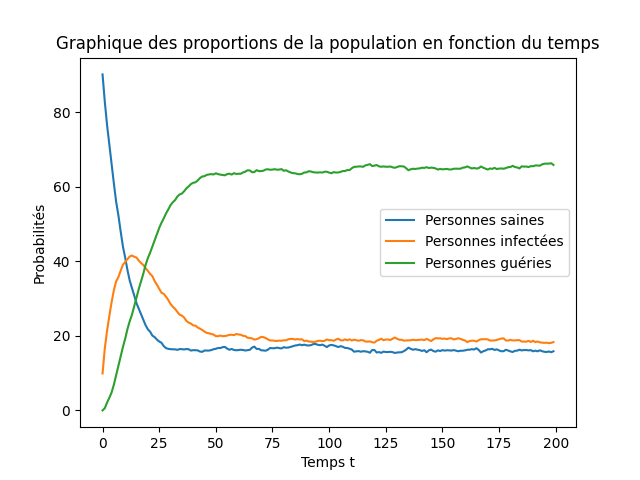 Graphique des proportions de la population en fonction du temps
80
60
40
20
0
Probabilités
Personnes saines
Personnes infectées
Personnes guéries
0 25 50 75 100 125 150 175 200
Temps t